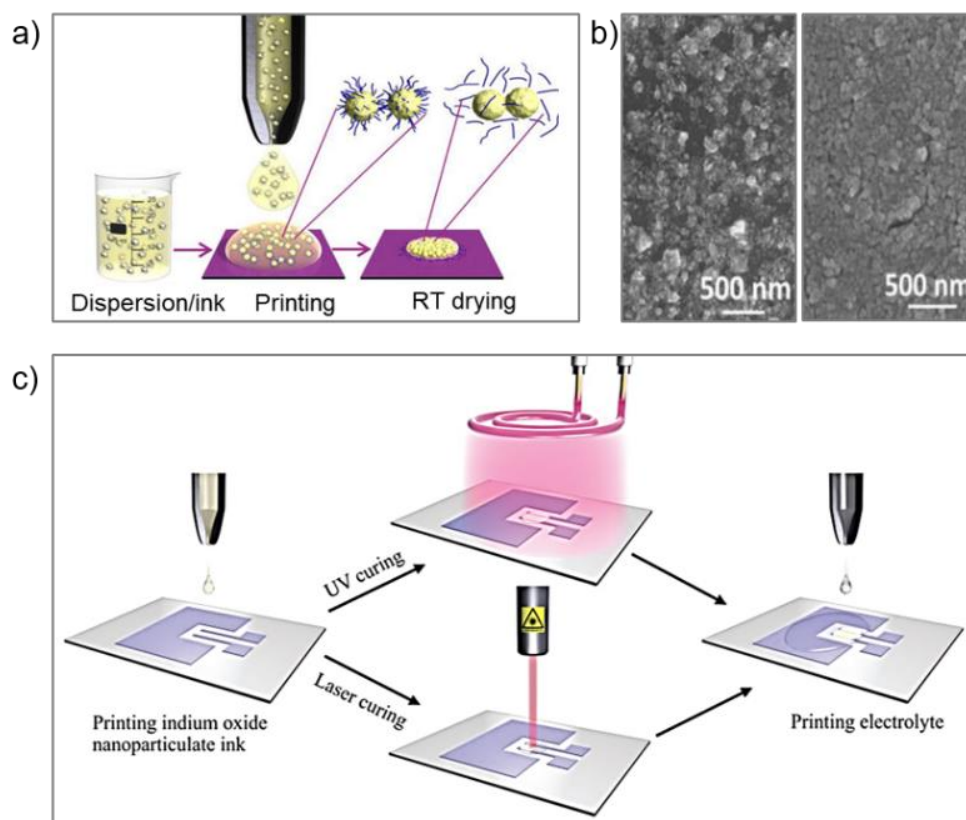 a)
Dispersion/ink
Printing
RT drying
b)
500 nm
500 nm
c)
UV curing
Laser curing
Printing indium oxide
nanoparticulate ink
Printing electrolyte